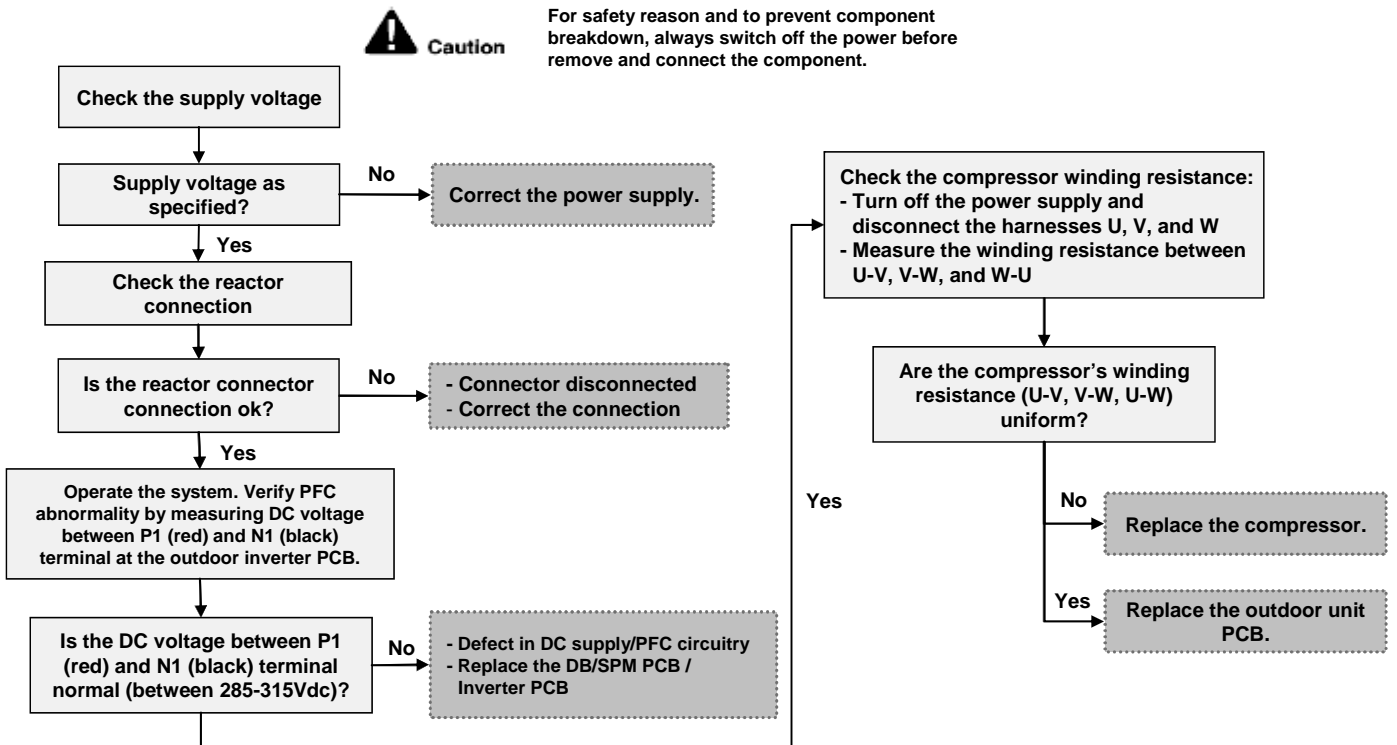 Caution
For safety reason and to prevent component
breakdown, always switch off the power before
remove and connect the component.
Check the supply voltage
Supply voltage as
specified?
No
Correct the power supply.
Yes
Check the reactor
connection
Is the reactor connector
connection ok?
No
- Connector disconnected
- Correct the connection
Yes
Operate the system. Verify PFC
abnormality by measuring DC voltage
between P1 (red) and N1 (black)
terminal at the outdoor inverter PCB.
Is the DC voltage between P1
(red) and N1 (black) terminal
normal (between 285-315Vdc)?
No
- Defect in DC supply/PFC circuitry
- Replace the DB/SPM PCB /
Inverter PCB
Yes
Check the compressor winding resistance:
- Turn off the power supply and
disconnect the harnesses U, V, and W
- Measure the winding resistance between
U-V, V-W, and W-U
Are the compressor’s winding
resistance (U-V, V-W, U-W)
uniform?
No
Replace the compressor.
Yes
Replace the outdoor unit
PCB.